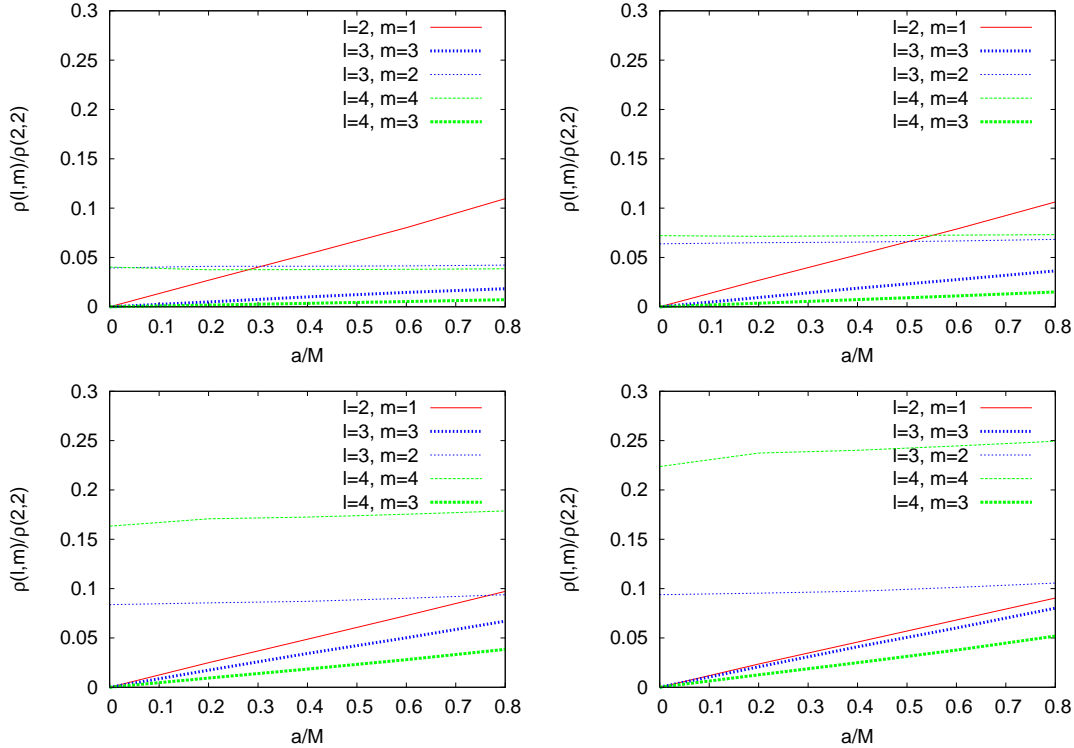 0.3
0.25
0.2
0.15
0.1
0.05
0
ρ(l,m)/ρ(2,2)
l=2, m=1
l=3, m=3
l=3, m=2
l=4, m=4
l=4, m=3
0 0.1 0.2 0.3 0.4 0.5 0.6 0.7 0.8
a/M
0.3
0.25
0.2
0.15
0.1
0.05
0
ρ(l,m)/ρ(2,2)
l=2, m=1
l=3, m=3
l=3, m=2
l=4, m=4
l=4, m=3
0 0.1 0.2 0.3 0.4 0.5 0.6 0.7 0.8
a/M
0.3
0.25
0.2
0.15
0.1
0.05
0
ρ(l,m)/ρ(2,2)
l=2, m=1
l=3, m=3
l=3, m=2
l=4, m=4
l=4, m=3
0 0.1 0.2 0.3 0.4 0.5 0.6 0.7 0.8
a/M
0.3
0.25
0.2
0.15
0.1
0.05
0
ρ(l,m)/ρ(2,2)
l=2, m=1
l=3, m=3
l=3, m=2
l=4, m=4
l=4, m=3
0 0.1 0.2 0.3 0.4 0.5 0.6 0.7 0.8
a/M